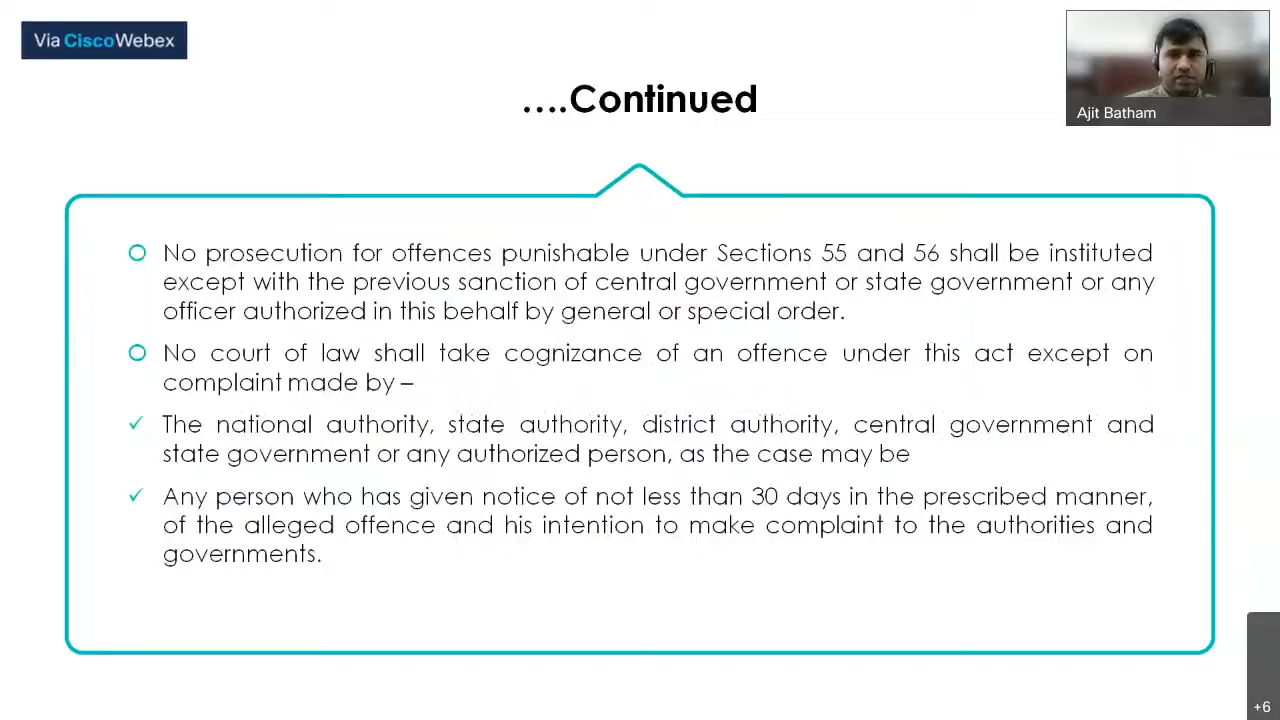 Via CiscoWebex
Ajit Batham
....Continued
No prosecution for offences punishable under Sections 55 and 56 shall be instituted
except with the previous sanction of central government or state government or any
officer authorized in this behalf by general or special order.
No court of law shall take cognizance of an offence under this act except on
complaint made by –
The national authority, state authority, district authority, central government and
state government or any authorized person, as the case may be
Any person who has given notice of not less than 30 days in the prescribed manner,
of the alleged offence and his intention to make complaint to the authorities and
governments.
+6